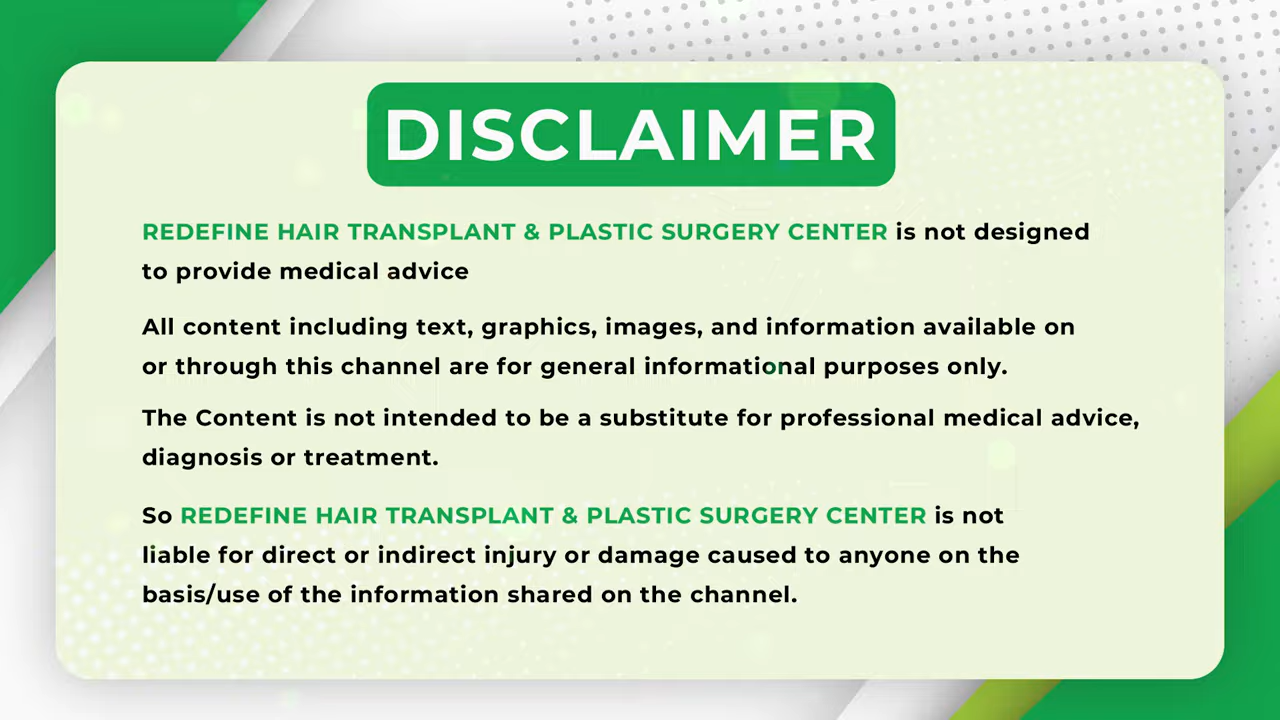 DISCLAIMER
REDEFINE HAIR TRANSPLANT & PLASTIC SURGERY CENTER is not designed
to provide medical advice
All content including text, graphics, images, and information available on
or through this channel are for general informational purposes only.
The Content is not intended to be a substitute for professional medical advice,
diagnosis or treatment.
So REDEFINE HAIR TRANSPLANT & PLASTIC SURGERY CENTER is not
liable for direct or indirect injury or damage caused to anyone on the
basis/use of the information shared on the channel.